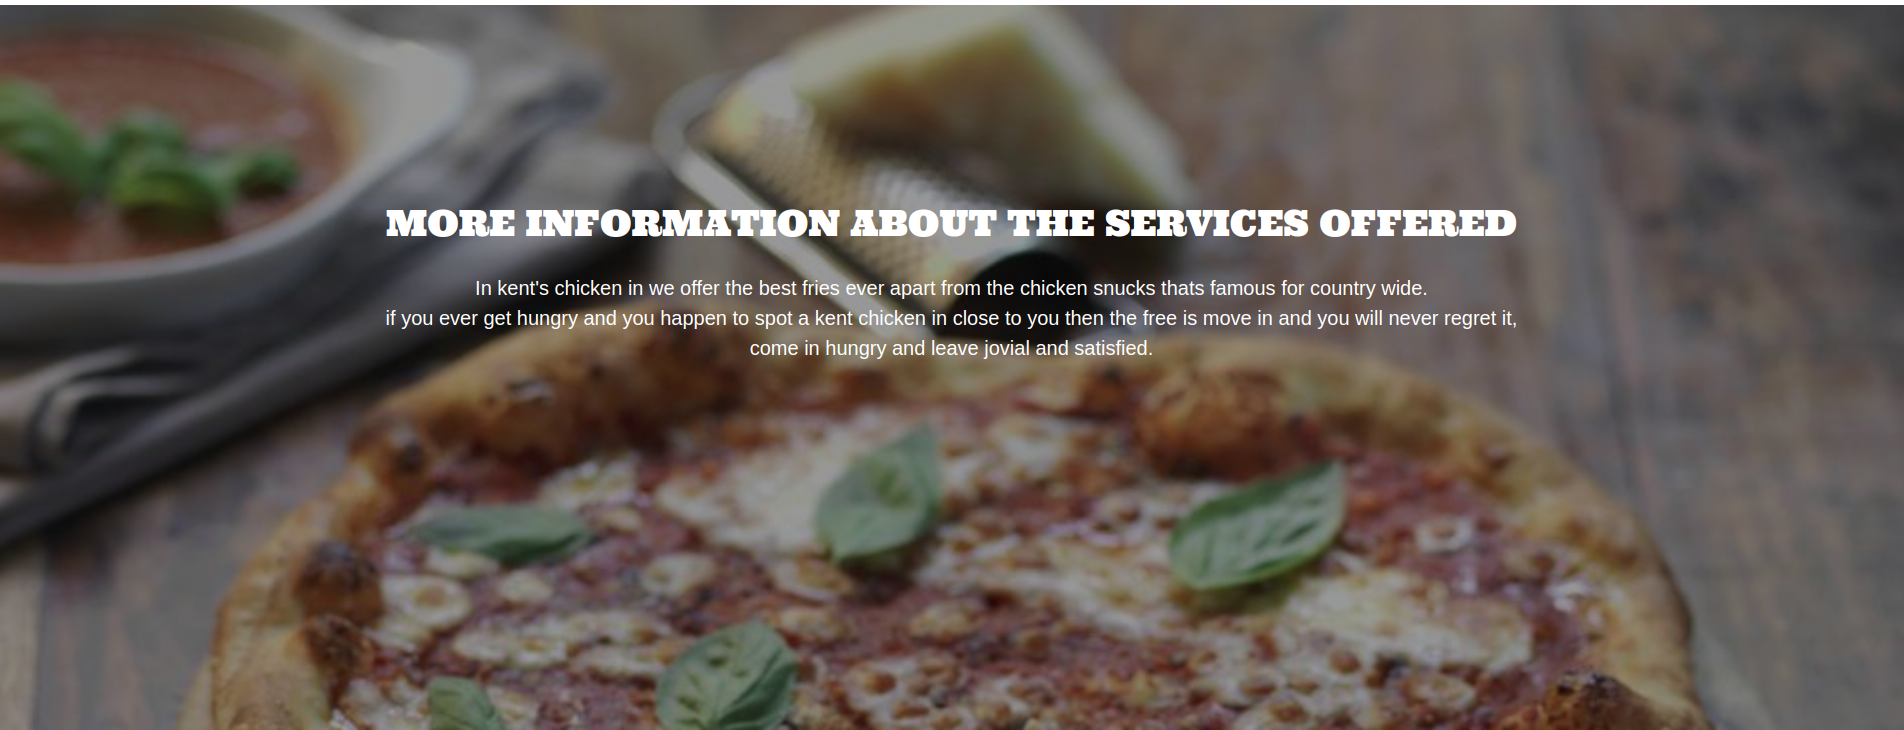 MORE INFORMATION ABOUT THE SERVICES OFFERED
In kent's chicken in we offer the best fries ever apart from the chicken snucks thats famous for country wide.
if you ever get hungry and you happen to spot a kent chicken in close to you then the free is move in and you will never regret it,
come in hungry and leave jovial and satisfied.